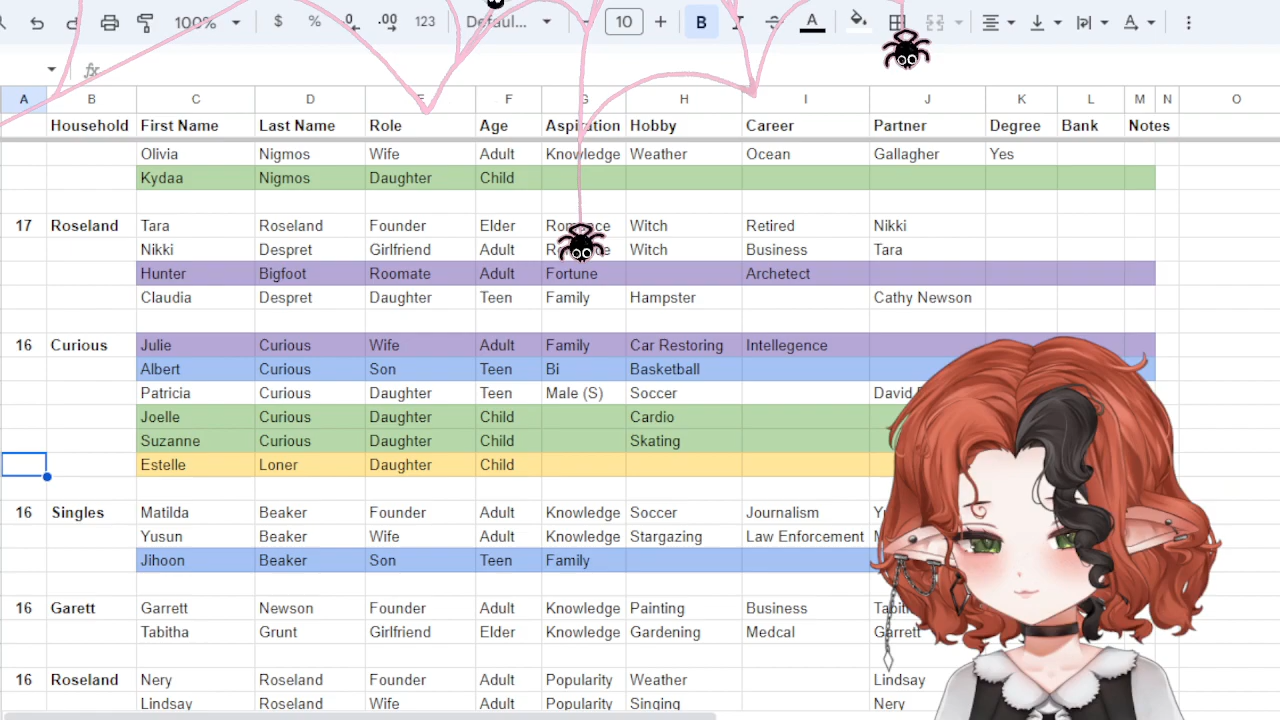 100% $ % .0 .00 123 Defaul... 10 B A A
fx
A B C D E F G H I J K L M N O
Household First Name Last Name Role Age Aspiration Hobby Career Partner Degree Bank Notes
Olivia Nigmos Wife Adult Knowledge Weather Ocean Gallagher Yes
Kydaa Nigmos Daughter Child
17 Roseland Tara Roseland Founder Elder Romance Witch Retired Nikki
Nikki Despret Girlfriend Adult Witch Business Tara
Hunter Bigfoot Roomate Adult Fortune Archetect
Claudia Despret Daughter Teen Family Hampster Cathy Newson
16 Curious Julie Curious Wife Adult Family Car Restoring Intellegence
Albert Curious Son Teen Bi Basketball
Patricia Curious Daughter Teen Male (S) Soccer David
Joelle Curious Daughter Child Cardio
Suzanne Curious Daughter Child Skating
Estelle Loner Daughter Child
16 Singles Matilda Beaker Founder Adult Knowledge Soccer Journalism
Yusun Beaker Wife Adult Knowledge Stargazing Law Enforcement
Jihoon Beaker Son Teen Family
16 Garett Garrett Newson Founder Adult Knowledge Painting Business Tabitha
Tabitha Grunt Girlfriend Elder Knowledge Gardening Medcal Garrett
16 Roseland Nery Roseland Founder Adult Popularity Weather Lindsay
Lindsay Roseland Wife Adult Popularity Singing Nery